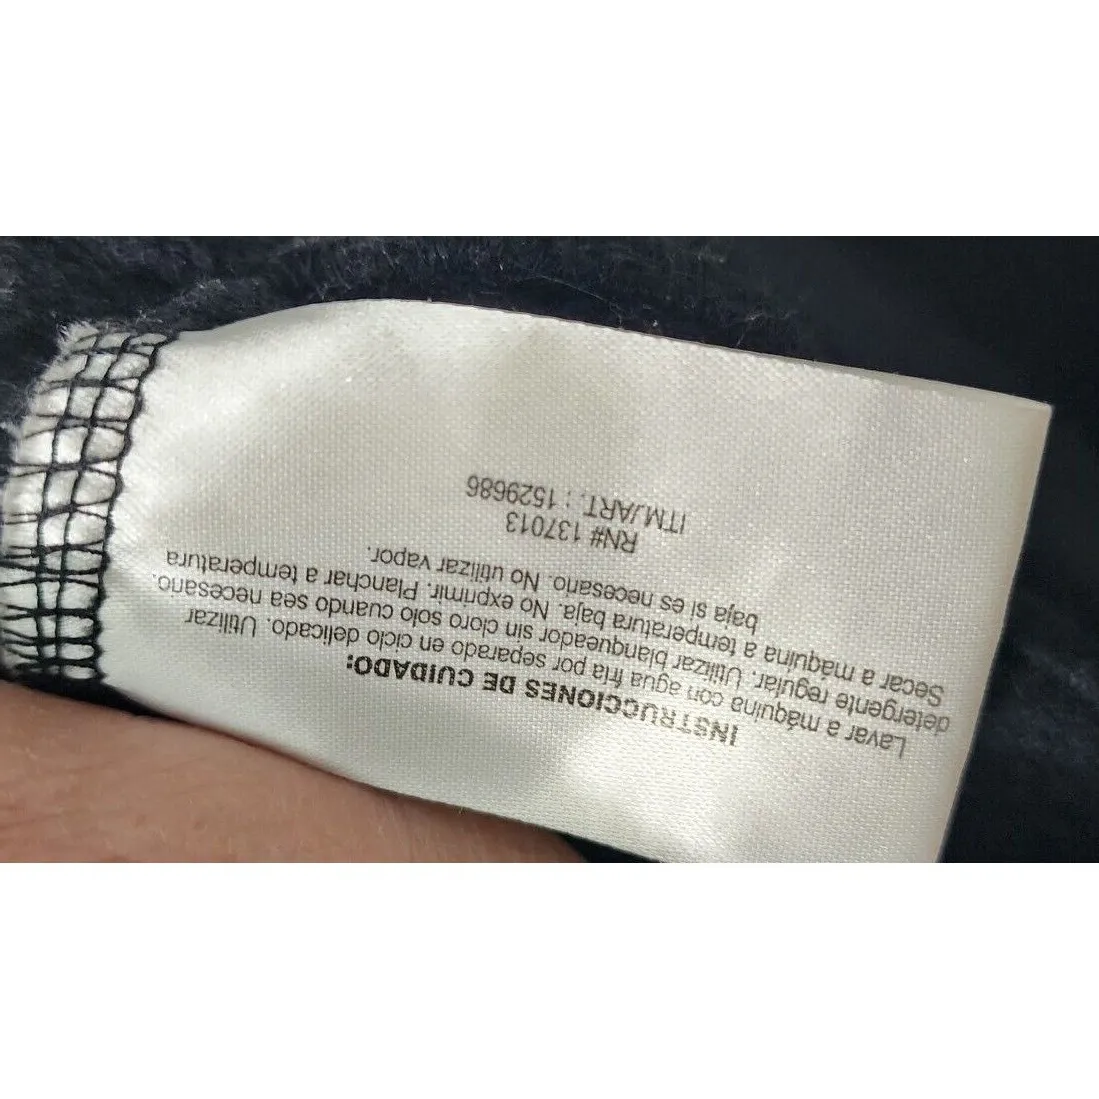 INSTRUCCIONES DE CUIDADO:
Lavar a máquina con agua fría por separado en ciclo delicado. Utilizar
detergente regular. Utilizar blanqueador sin cloro solo cuando sea necesario.
Secar a máquina a temperatura baja. No exprimir. Planchar a temperatura
baja si es necesario. No utilizar vapor.
RN# 137013
ITM./ART. : 1529686